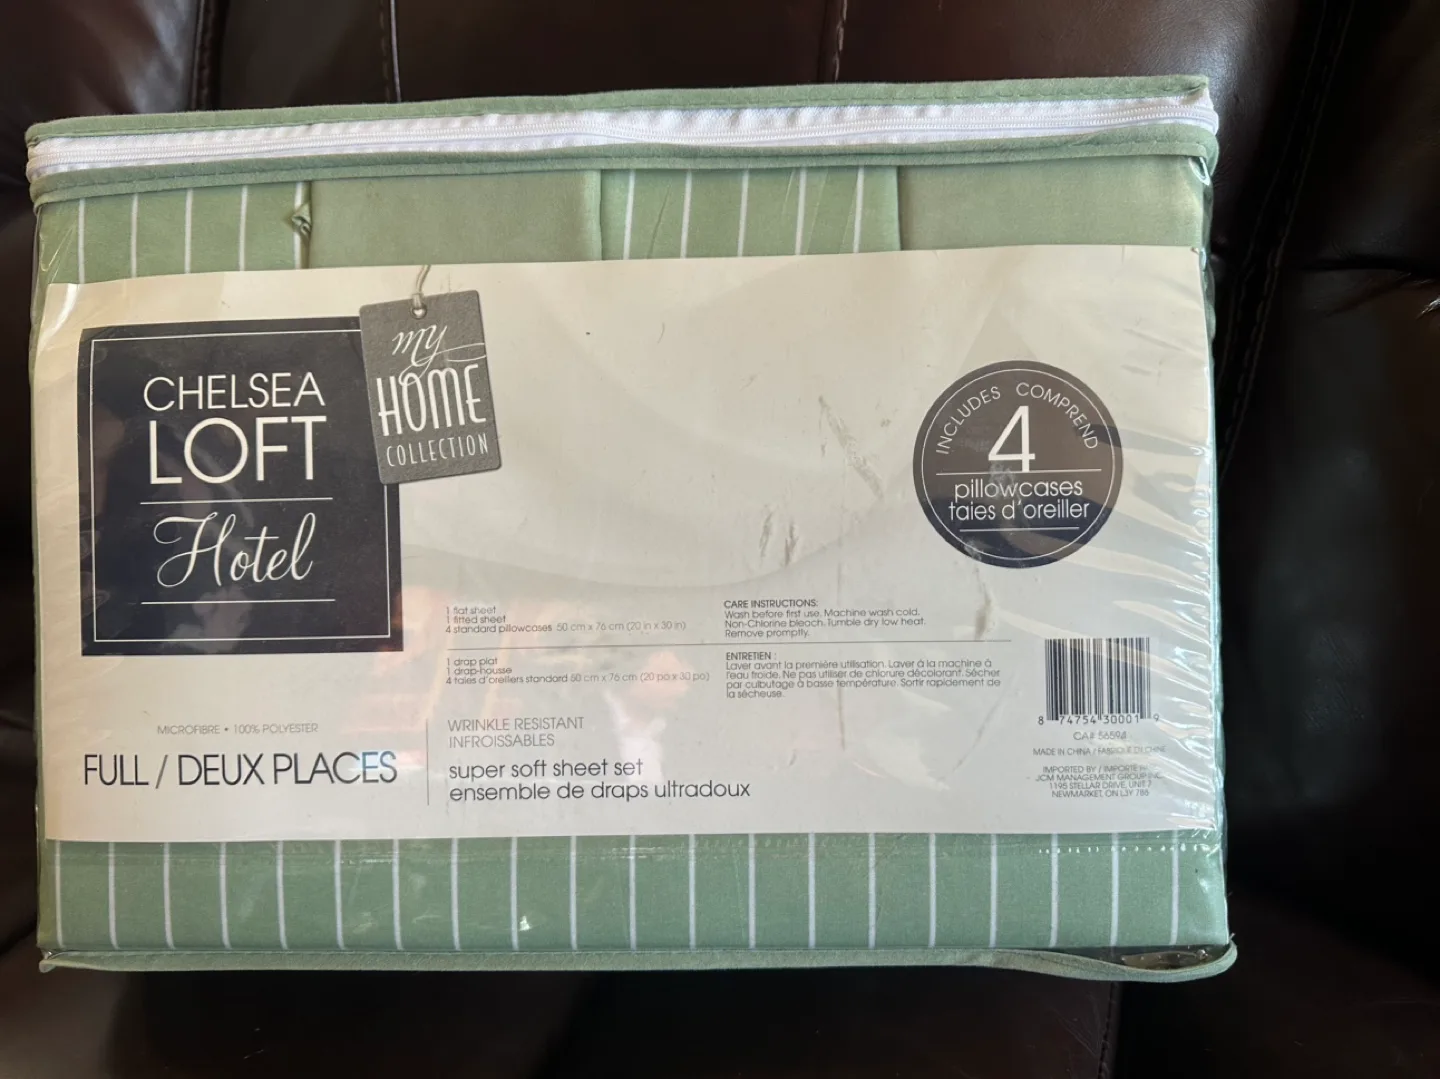 CHELSEA
LOFT
Hotel
my
HOME
COLLECTION
INCLUDES COMPREND
4
pillowcases
taies d'oreiller
1 flat sheet
1 fitted sheet
4 standard pillowcases 50 cm x 76 cm (20 in x 30 in)
1 drap plat
1 drap-housse
4 taies d'oreillers standard 50 cm x 76 cm (20 po x 30 po)
CARE INSTRUCTIONS:
Wash before first use. Machine wash cold.
Non-Chlorine bleach. Tumble dry low heat.
Remove promptly.
ENTRETIEN :
Laver avant la première utilisation. Laver à la machine à
l'eau froide. Ne pas utiliser de chlorure décolorant. Sécher
par culbutage à basse température. Sortir rapidement de
la sécheuse.
MICROFIBRE • 100% POLYESTER
FULL / DEUX PLACES
WRINKLE RESISTANT
INFROISSABLES
super soft sheet set
ensemble de draps ultradoux
8 74754 30001 9
CA# 56594
MADE IN CHINA / FABRIQUÉ EN CHINE
IMPORTED BY / IMPORTÉ
JCM MANAGEMENT GROUP INC.
1195 STELLAR DRIVE, UNIT 7
NEWMARKET, ON L3Y 7B8